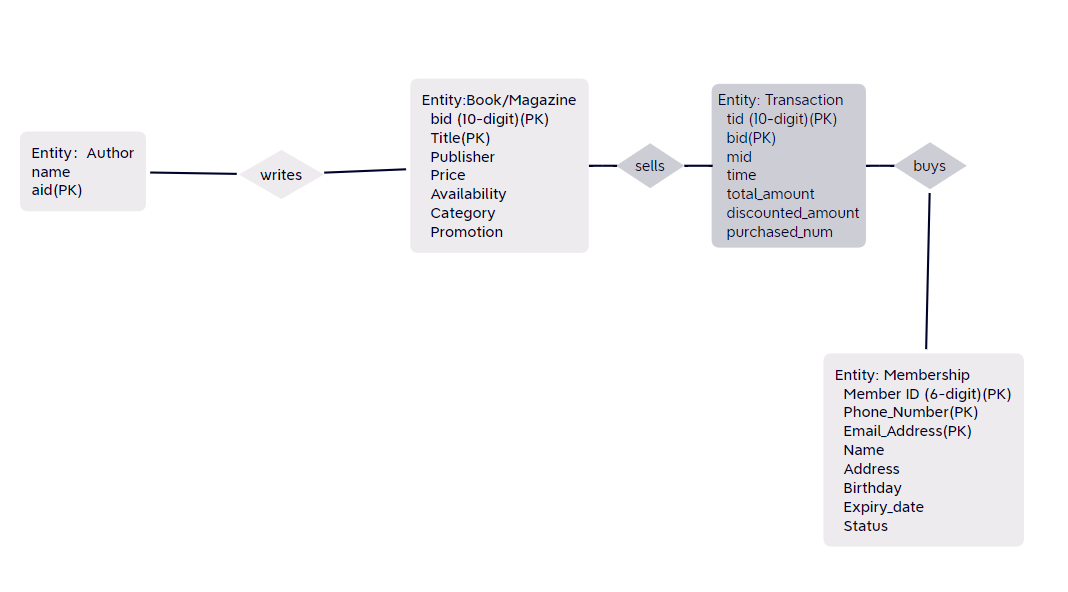 Entity: Author
name
aid(PK)
writes
Entity:Book/Magazine
bid (10-digit)(PK)
Title(PK)
Publisher
Price
Availability
Category
Promotion
sells
Entity: Transaction
tid (10-digit)(PK)
bid(PK)
mid
time
total_amount
discounted_amount
purchased_num
buys
Entity: Membership
Member ID (6-digit)(PK)
Phone_Number(PK)
Email_Address(PK)
Name
Address
Birthday
Expiry_date
Status